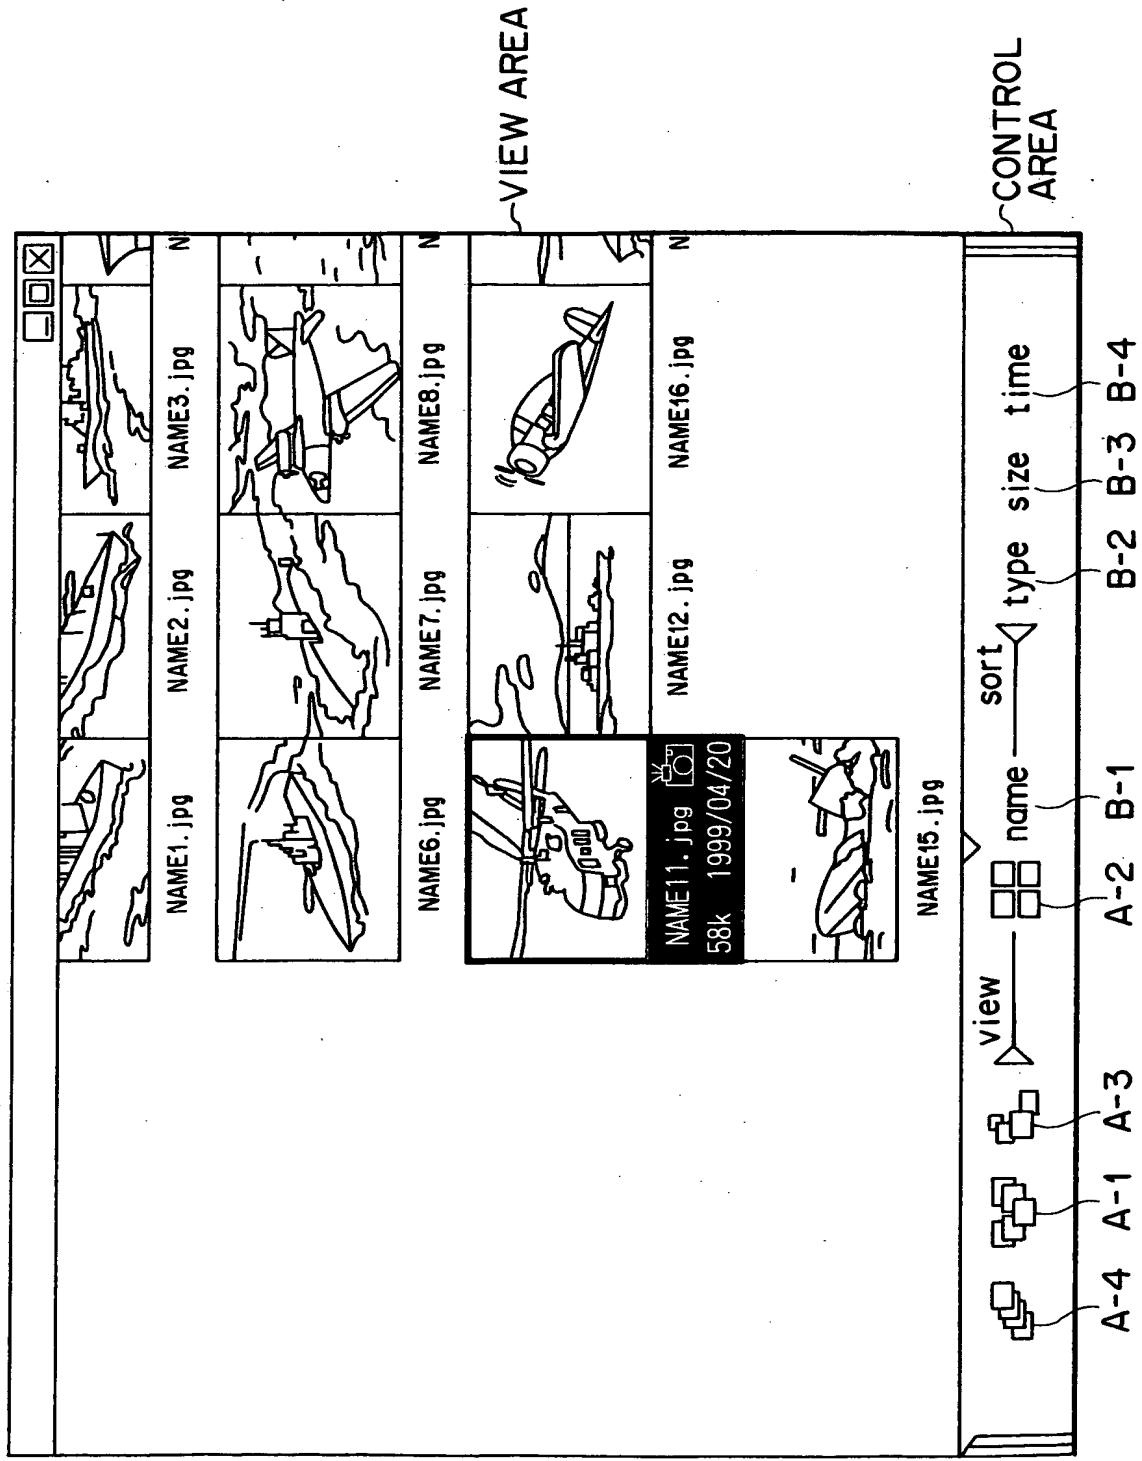 NAME1.jpg NAME2.jpg NAME3.jpg N
NAME6.jpg NAME7.jpg NAME8.jpg N
NAME11.jpg NAME12.jpg NAME16.jpg N
58k 1999/04/20
NAME15.jpg
VIEW AREA
view sort
name type size time
CONTROL
AREA
A-4 A-1 A-3 A-2 B-1 B-2 B-3 B-4